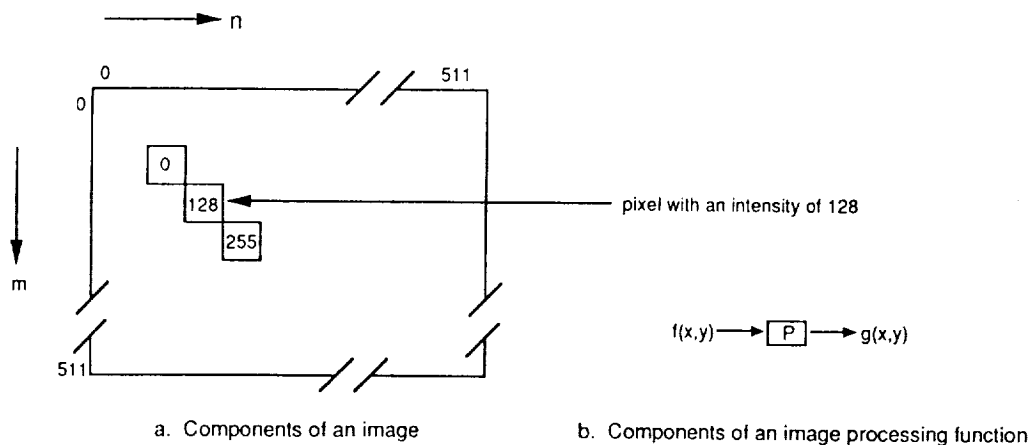 n
0
511
0
0
128
pixel with an intensity of 128
255
m
f(x,y) P g(x,y)
511
a. Components of an image
b. Components of an image processing function